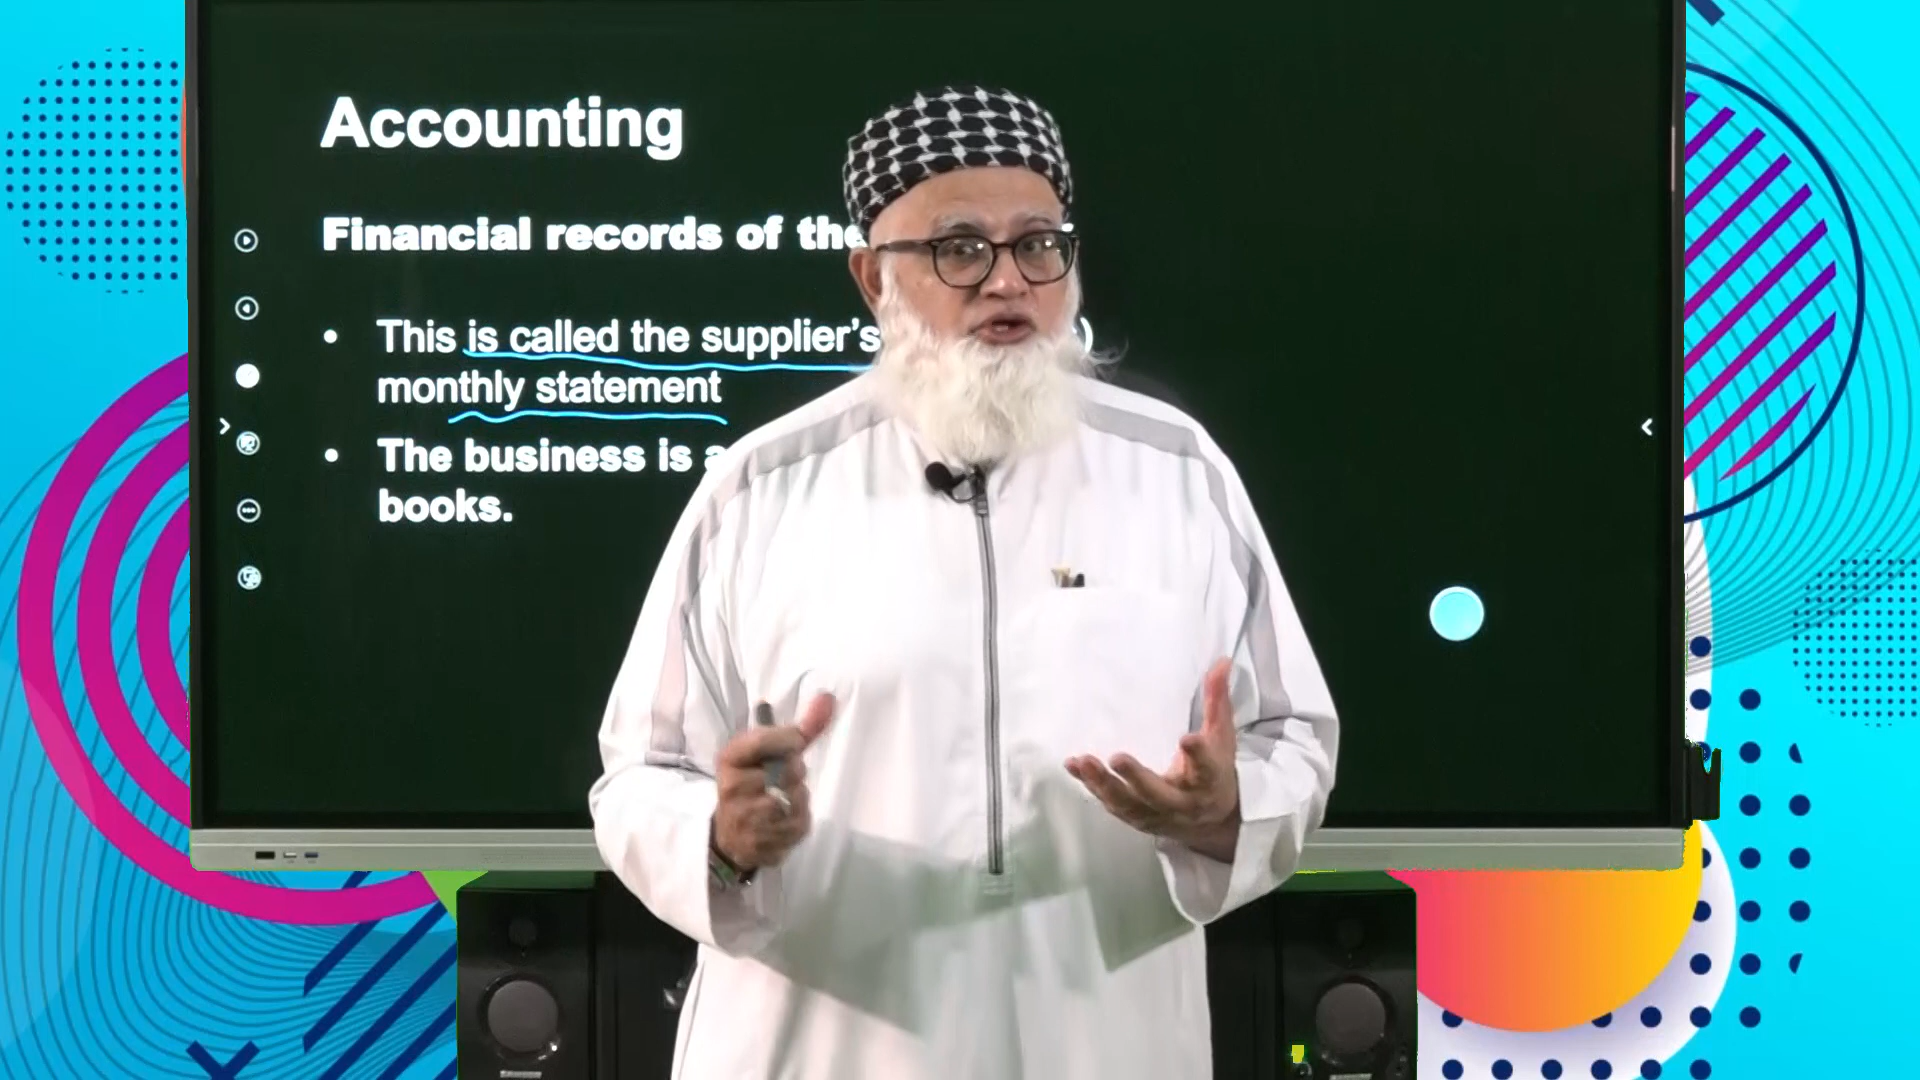 Accounting
Financial records of the
• This is called the supplier's )
monthly statement
• The business is a
books.